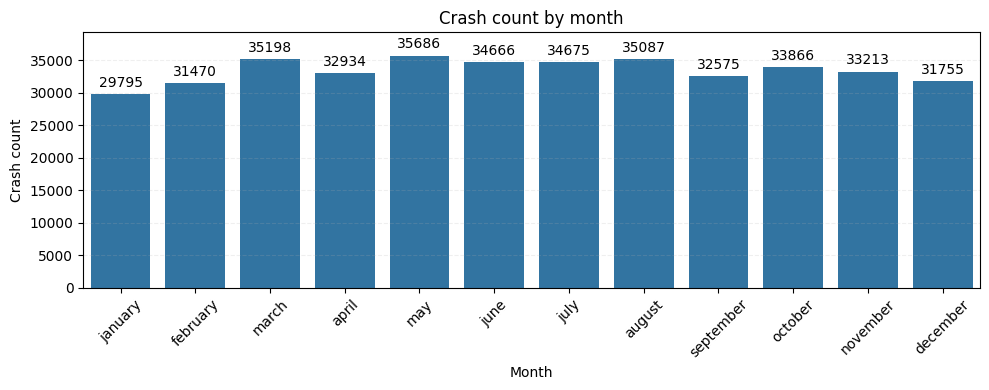 Crash count by month
Crash count
35000
30000
25000
20000
15000
10000
5000
0
29795
31470
35198
32934
35686
34666
34675
35087
32575
33866
33213
31755
january
february
march
april
may
june
july
august
september
october
november
december
Month